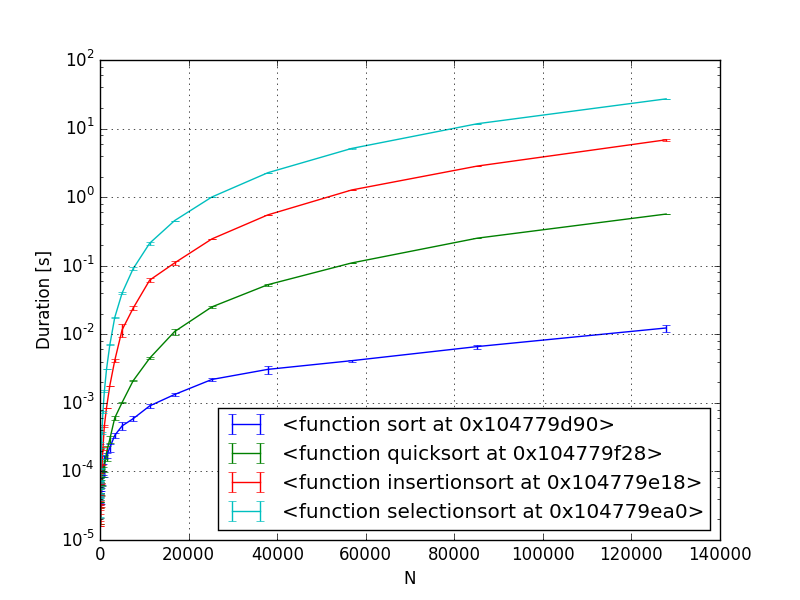 10^2
10^1
10^0
10^-1
10^-2
10^-3
10^-4
10^-5
Duration [s]
<function sort at 0x104779d90>
<function quicksort at 0x104779f28>
<function insertionsort at 0x104779e18>
<function selectionsort at 0x104779ea0>
0 20000 40000 60000 80000 100000 120000 140000
N